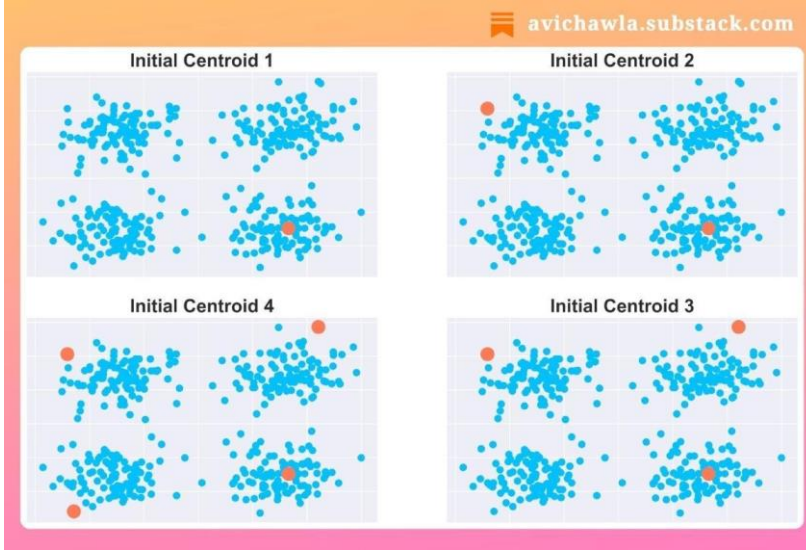 avichawla.substack.com
Initial Centroid 1
Initial Centroid 2
Initial Centroid 4
Initial Centroid 3